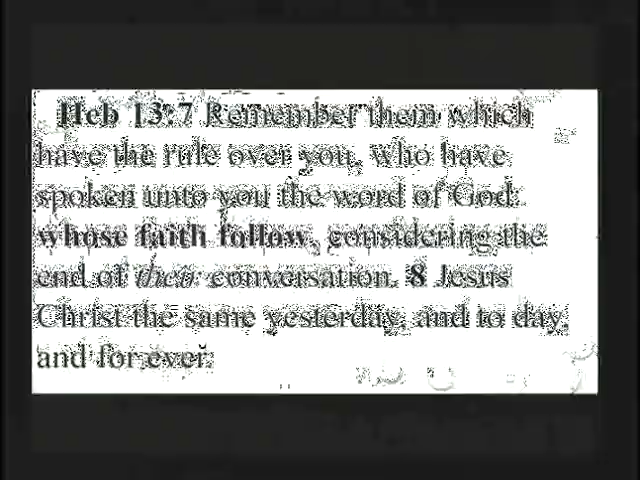 Heb 13:7 Remember them which
have the rule over you, who have
spoken unto you the word of God:
whose faith follow, considering the
end of their conversation. 8 Jesus
Christ the same yesterday, and to day,
and for ever.